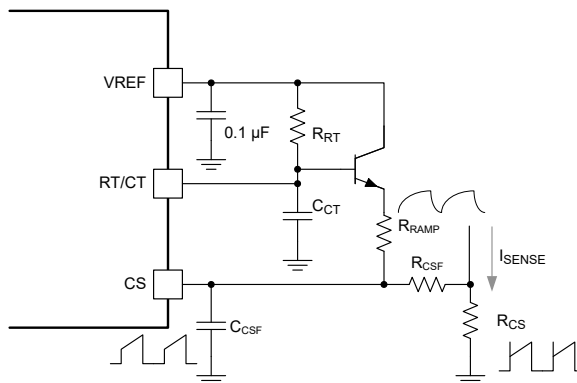 VREF
0.1 µF
RRT
RT/CT
CCT
RRAMP
ISENSE
RCSF
CS
RCS
CCSF